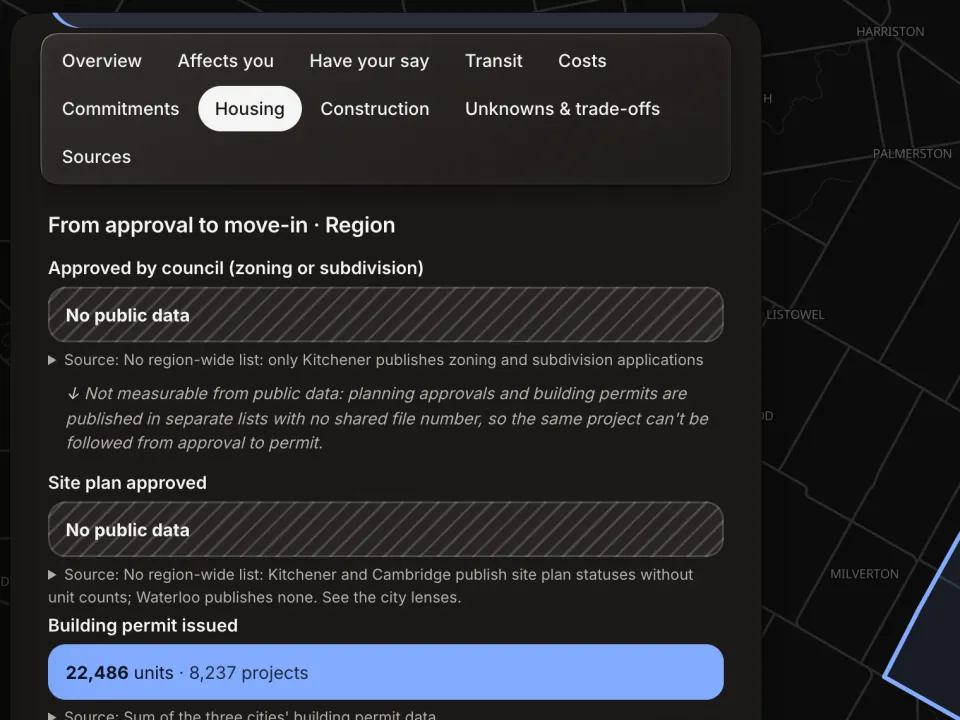 HARRISTON
Overview
Affects you
Have your say
Transit
Costs
H
Commitments
Housing
Construction
Unknowns & trade-offs
PALMERSTON
Sources
From approval to move-in · Region
Approved by council (zoning or subdivision)
No public data
LISTOWEL
▶ Source: No region-wide list: only Kitchener publishes zoning and subdivision applications
↓ Not measurable from public data: planning approvals and building permits are
published in separate lists with no shared file number, so the same project can't be
followed from approval to permit.
Site plan approved
No public data
▶ Source: No region-wide list: Kitchener and Cambridge publish site plan statuses without
unit counts; Waterloo publishes none. See the city lenses.
MILVERTON
Building permit issued
22,486 units · 8,237 projects
▶ Source: Sum of the three cities' building permit data